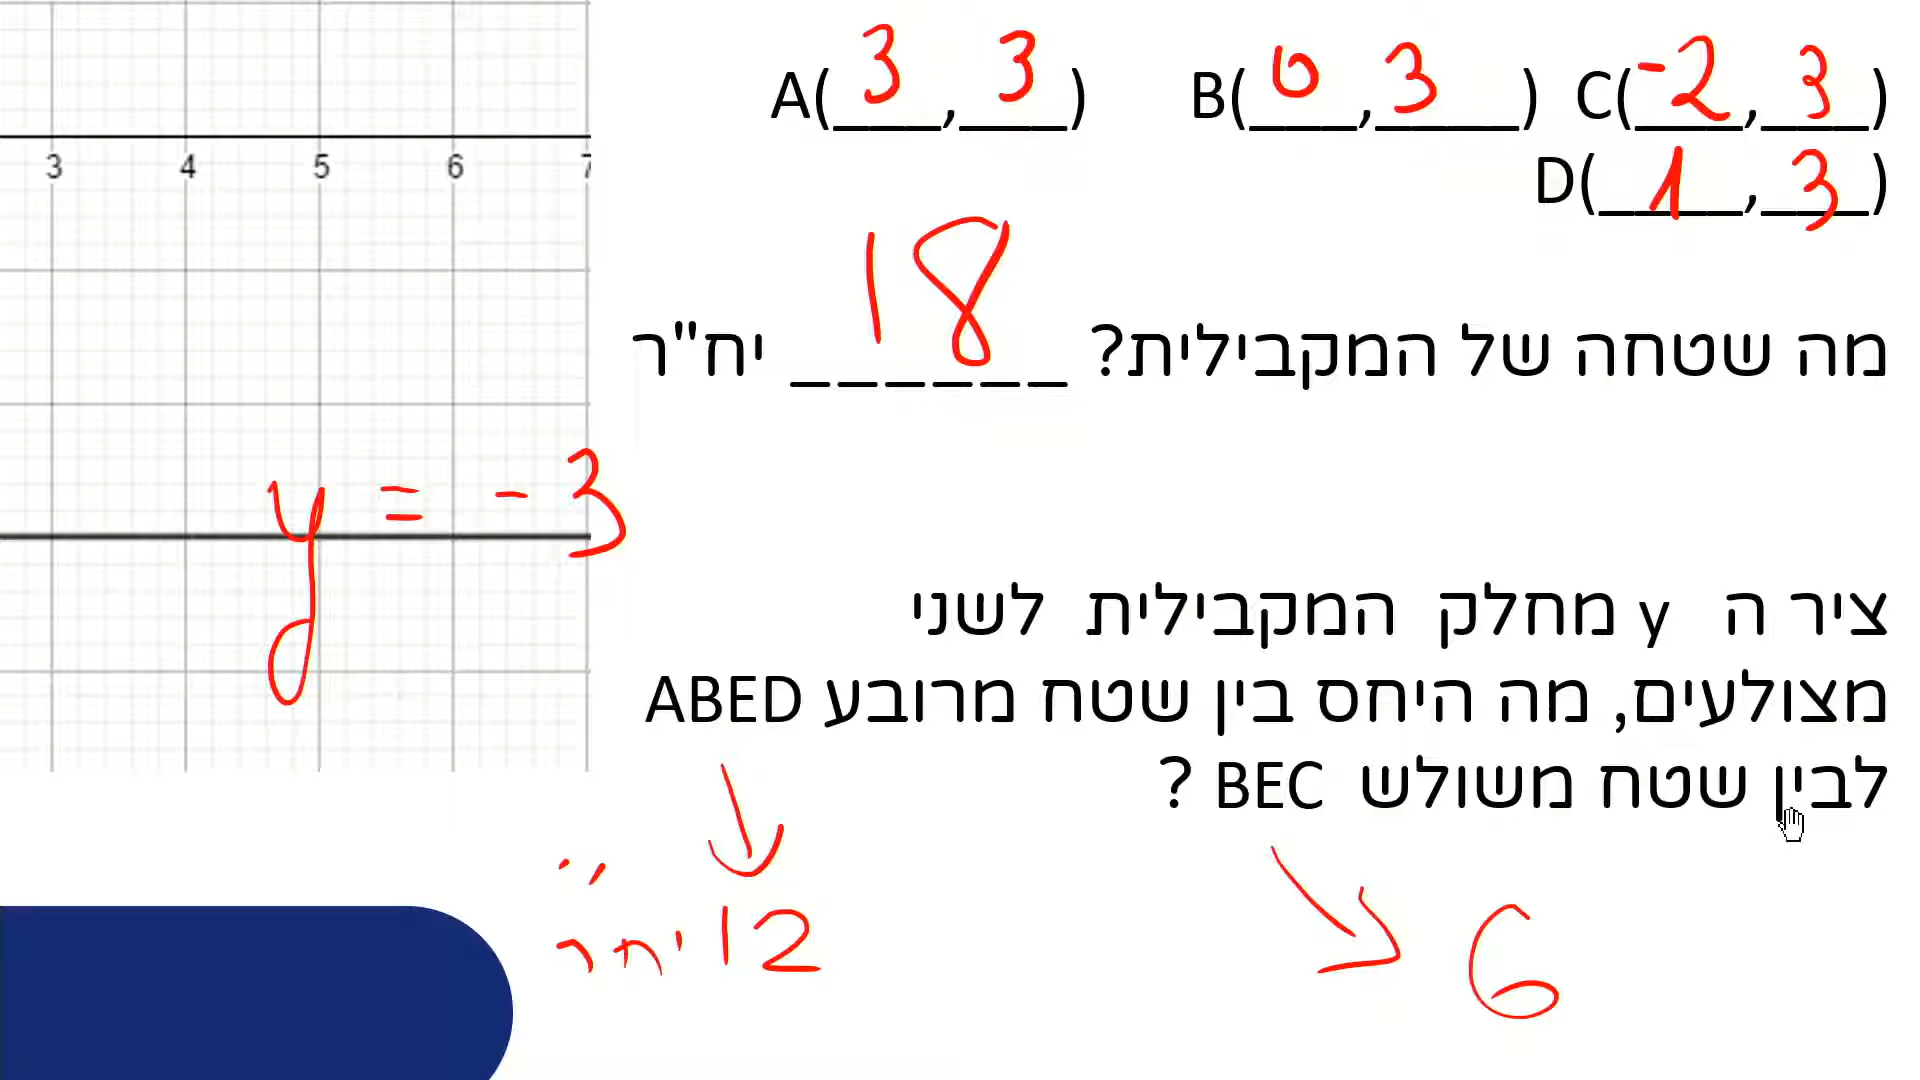 A(3,3) B(0,3) C(-2,3)
D(1,3)
מה שטחה של המקבילית? 18 יח"ר
3 4 5 6 7
y = -3
ציר ה y מחלק המקבילית לשני
מצולעים, מה היחס בין שטח מרובע ABED
לבין שטח משולש BEC ?
12 יח"ר
6